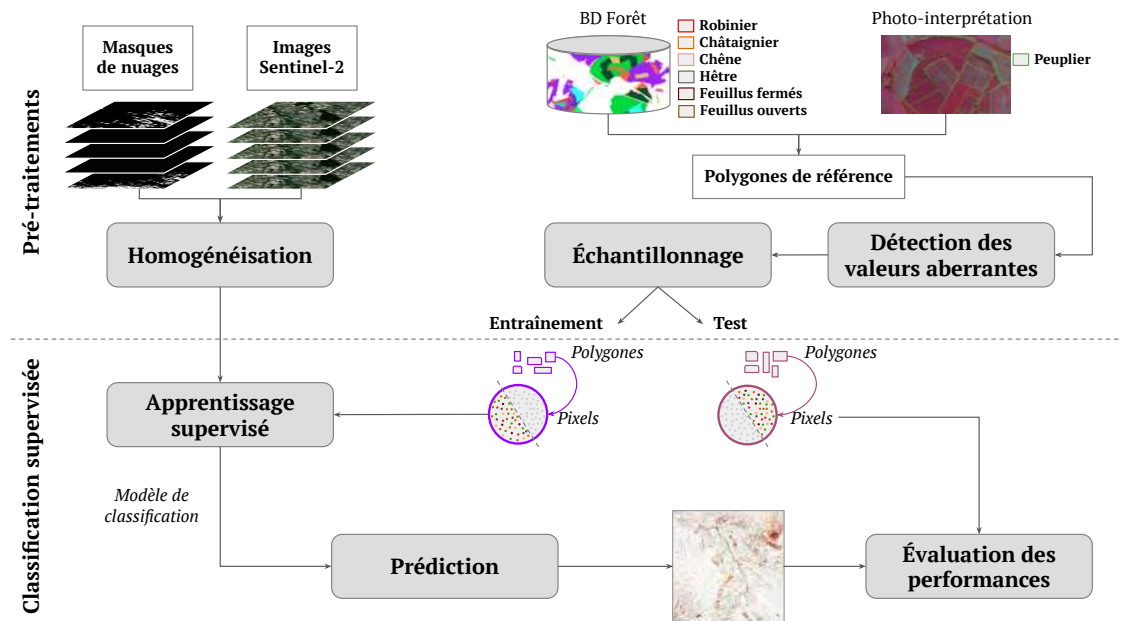 BD Forêt
Photo-interprétation
Masques
de nuages
Images
Sentinel-2
Robinier
Châtaignier
Chêne
Hêtre
Feuillus fermés
Feuillus ouverts
Peuplier
Pré-traitements
Polygones de référence
Homogénéisation
Échantillonnage
Détection des
valeurs aberrantes
Entraînement
Test
Classification supervisée
Polygones
Pixels
Polygones
Pixels
Apprentissage
supervisé
Modèle de
classification
Prédiction
Évaluation des
performances